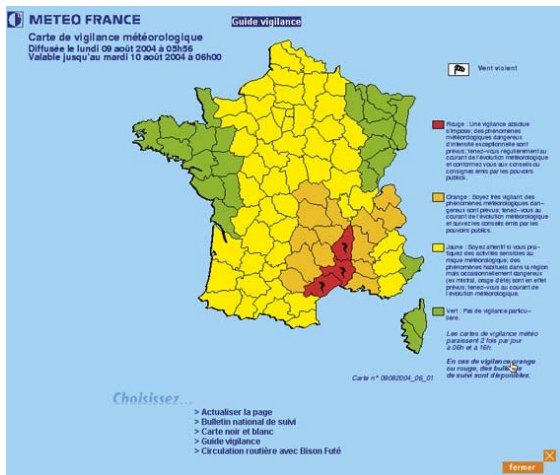 METEO FRANCE
Guide vigilance
Carte de vigilance météorologique
Diffusée le lundi 09 août 2004 à 05h56
Valable jusqu'au mardi 10 août 2004 à 06h00
Vent violent
Rouge : Une vigilance absolue
s'impose; des phénomènes
météorologiques dangereux
d'intensité exceptionnelle sont
prévus; tenez-vous régulièrement au
courant de l'évolution météorologique
et conformez vous aux conseils ou
consignes émis par les pouvoirs
publics.
Orange : Soyez très vigilant; des
phénomènes météorologiques dan-
gereux sont prévus; tenez-vous au
courant de l'évolution météorologique
et suivez les conseils émis par les
pouvoirs publics.
Jaune : Soyez attentif si vous pra-
tiquez des activités sensibles au
risque météorologique; des
phénomènes habituels dans la région
mais occasionnellement dangereux
(ex mistral, orage d'été) sont en effet
prévus; tenez-vous au courant de
l'évolution météorologique.
Vert : Pas de vigilance particu-
lière.
Les cartes de vigilance météo
paraissent 2 fois par jour
à 06h et à 16h.
En cas de vigilance orange
ou rouge, des
de suivi sont disponibles.
Carte n° 09082004_06_01
Choisissez...
> Actualiser la page
> Bulletin national de suivi
> Carte noir et blanc
> Guide vigilance
> Circulation routière avec Bison Futé
fermer